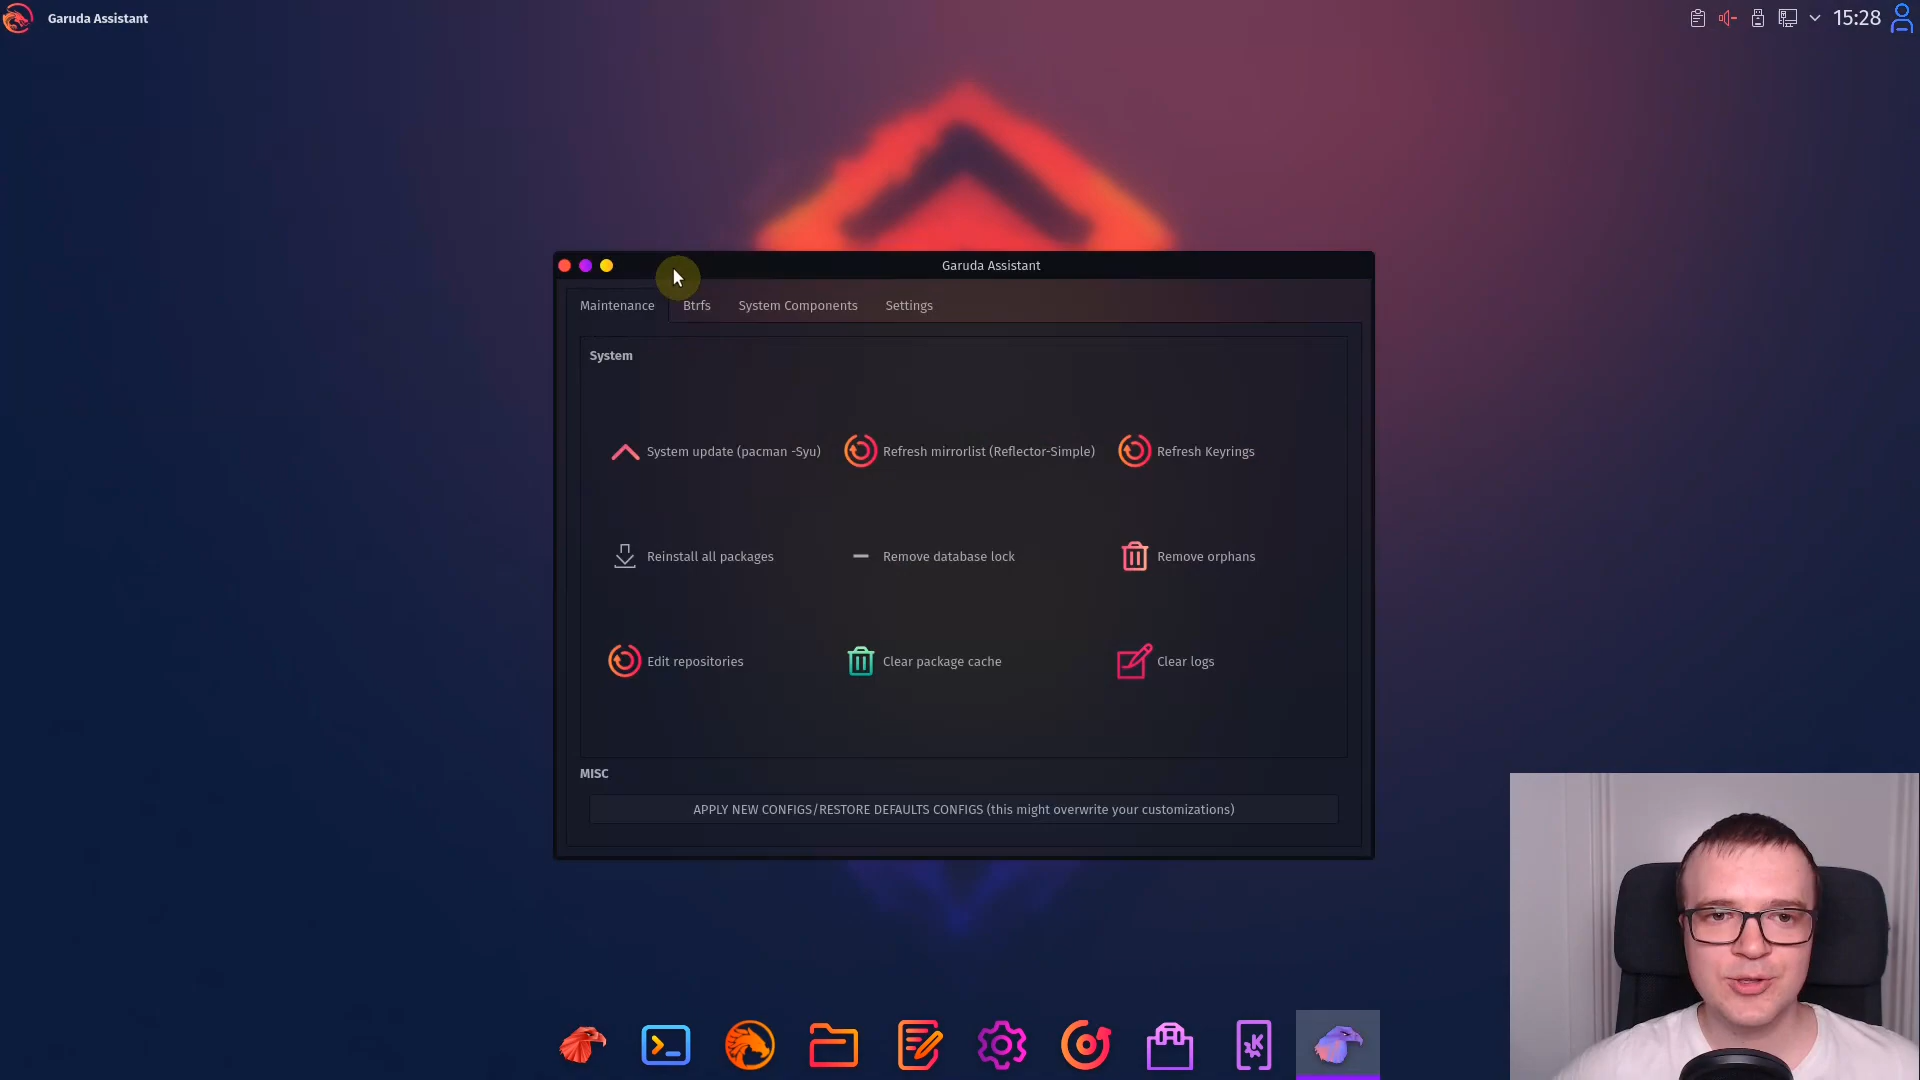 Garuda Assistant
15:28
Garuda Assistant
Maintenance Btrfs System Components Settings
System
System update (pacman -Syu) Refresh mirrorlist (Reflector-Simple) Refresh Keyrings
Reinstall all packages Remove database lock Remove orphans
Edit repositories Clear package cache Clear logs
MISC
APPLY NEW CONFIGS/RESTORE DEFAULTS CONFIGS (this might overwrite your customizations)